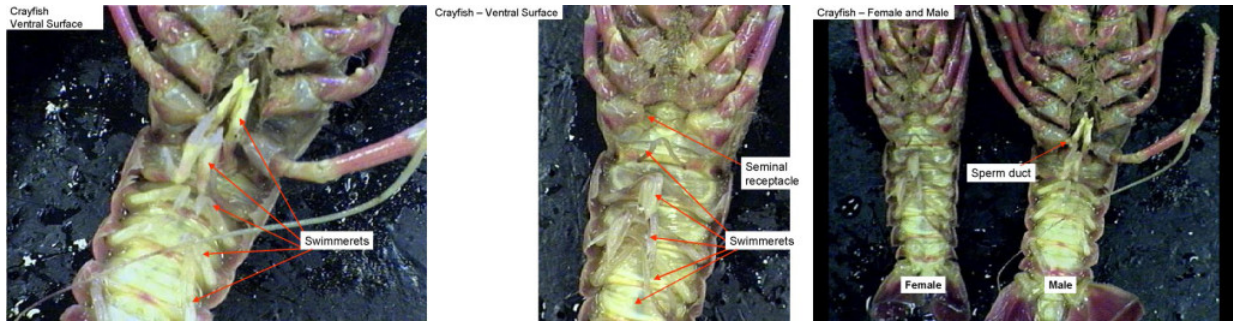 Crayfish
Ventral Surface
Swimmerets
Crayfish – Ventral Surface
Seminal
receptacle
Swimmerets
Crayfish – Female and Male
Sperm duct
Female
Male